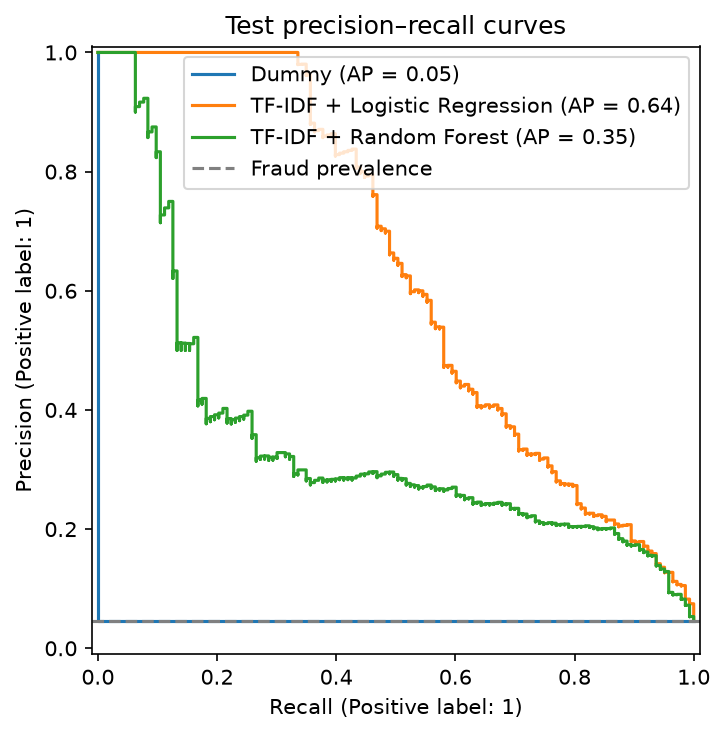 Test precision–recall curves
Dummy (AP = 0.05)
TF-IDF + Logistic Regression (AP = 0.64)
TF-IDF + Random Forest (AP = 0.35)
Fraud prevalence
Precision (Positive label: 1)
1.0
0.8
0.6
0.4
0.2
0.0
0.0 0.2 0.4 0.6 0.8 1.0
Recall (Positive label: 1)